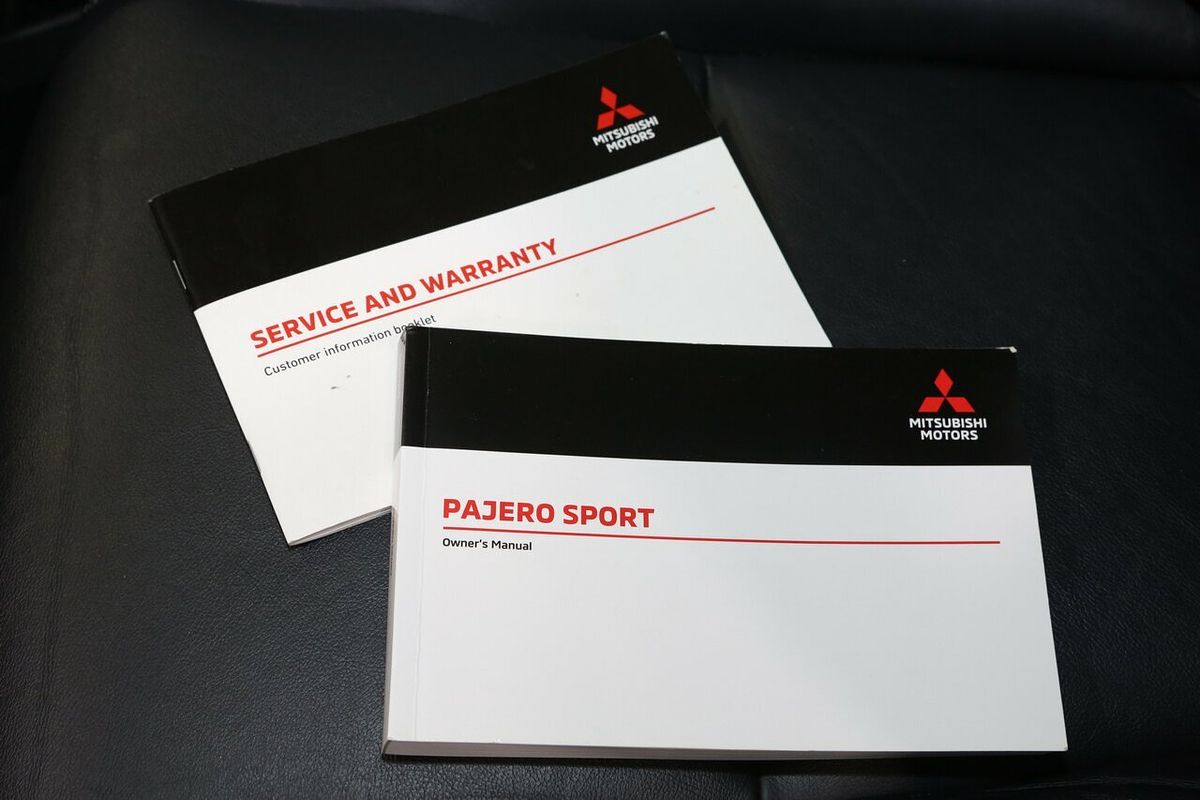 MITSUBISHI
MOTORS
SERVICE AND WARRANTY
Customer information booklet
MITSUBISHI
MOTORS
PAJERO SPORT
Owner's Manual